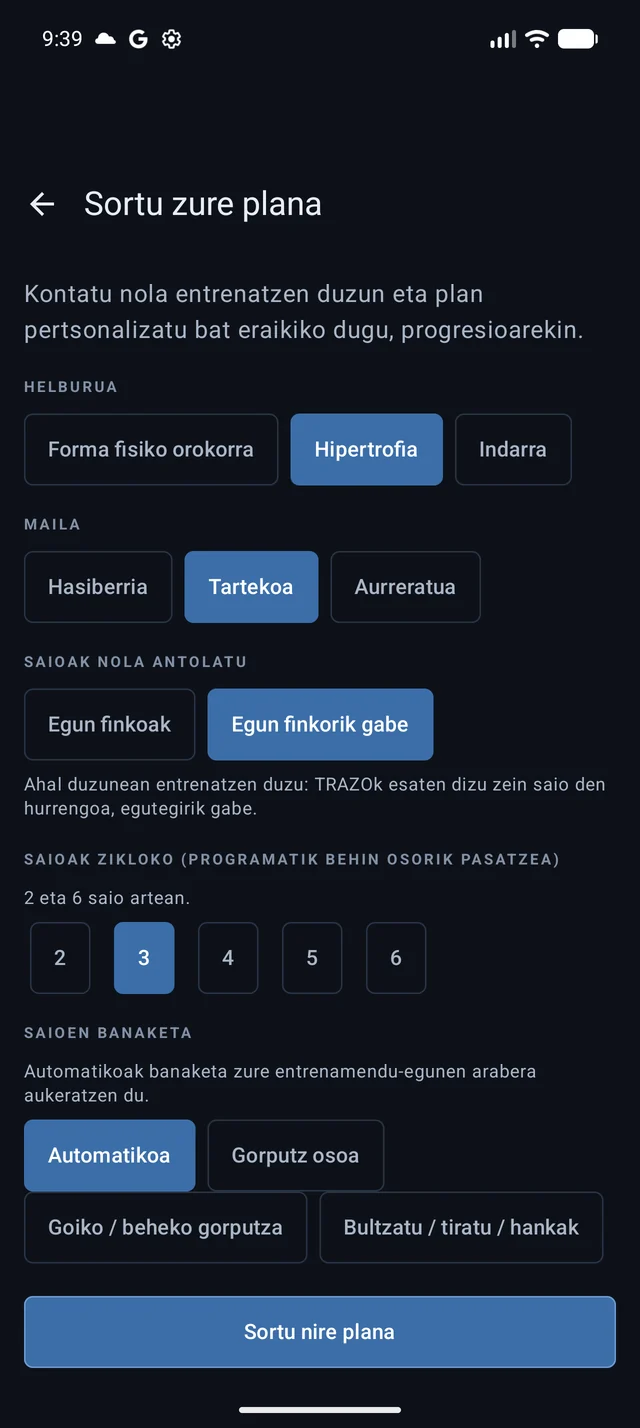 9:39
Sortu zure plana
Kontatu nola entrenatzen duzun eta plan
pertsonalizatu bat eraikiko dugu, progresioarekin.
HELBURUA
Forma fisiko orokorra Hipertrofia Indarra
MAILA
Hasiberria Tartekoa Aurreratua
SAIOAK NOLA ANTOLATU
Egun finkoak Egun finkorik gabe
Ahal duzunean entrenatzen duzu: TRAZOk esaten dizu zein saio den
hurrengoa, egutegirik gabe.
SAIOAK ZIKLOKO (PROGRAMATIK BEHIN OSORIK PASATZEA)
2 eta 6 saio artean.
2 3 4 5 6
SAIOEN BANAKETA
Automatikoak banaketa zure entrenamendu-egunen arabera
aukeratzen du.
Automatikoa Gorputz osoa
Goiko / beheko gorputza Bultzatu / tiratu / hankak
Sortu nire plana